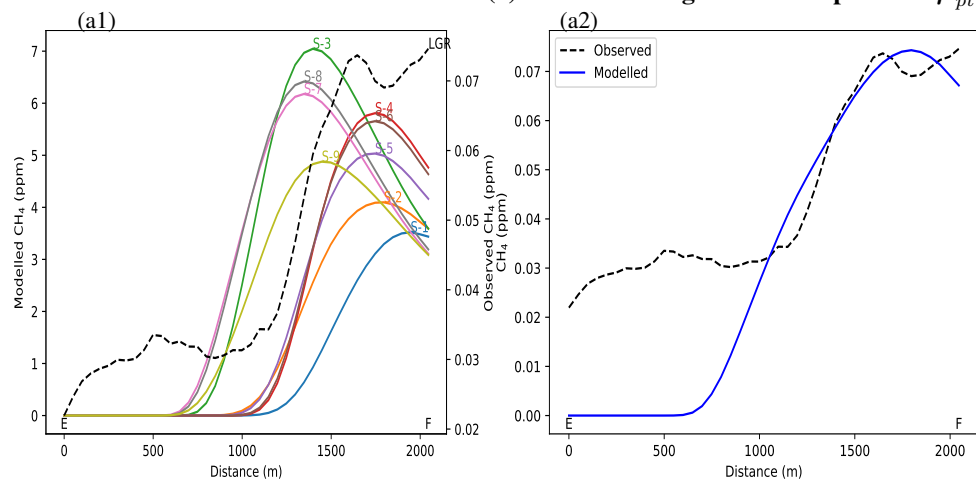 (a1)
(a2)
7
6
5
4
3
2
1
0
Modelled CH₄ (ppm)
S-3
S-8
S-7
S-9
S-4
S-6
S-5
S-2
S-1
LGR
0.07
0.06
0.05
0.04
0.03
0.02
Observed CH₄ (ppm)
E
F
0 500 1000 1500 2000
Distance (m)
Observed
Modelled
0.07
0.06
0.05
0.04
0.03
0.02
0.01
0.00
CH₄ (ppm)
E
F
0 500 1000 1500 2000
Distance (m)